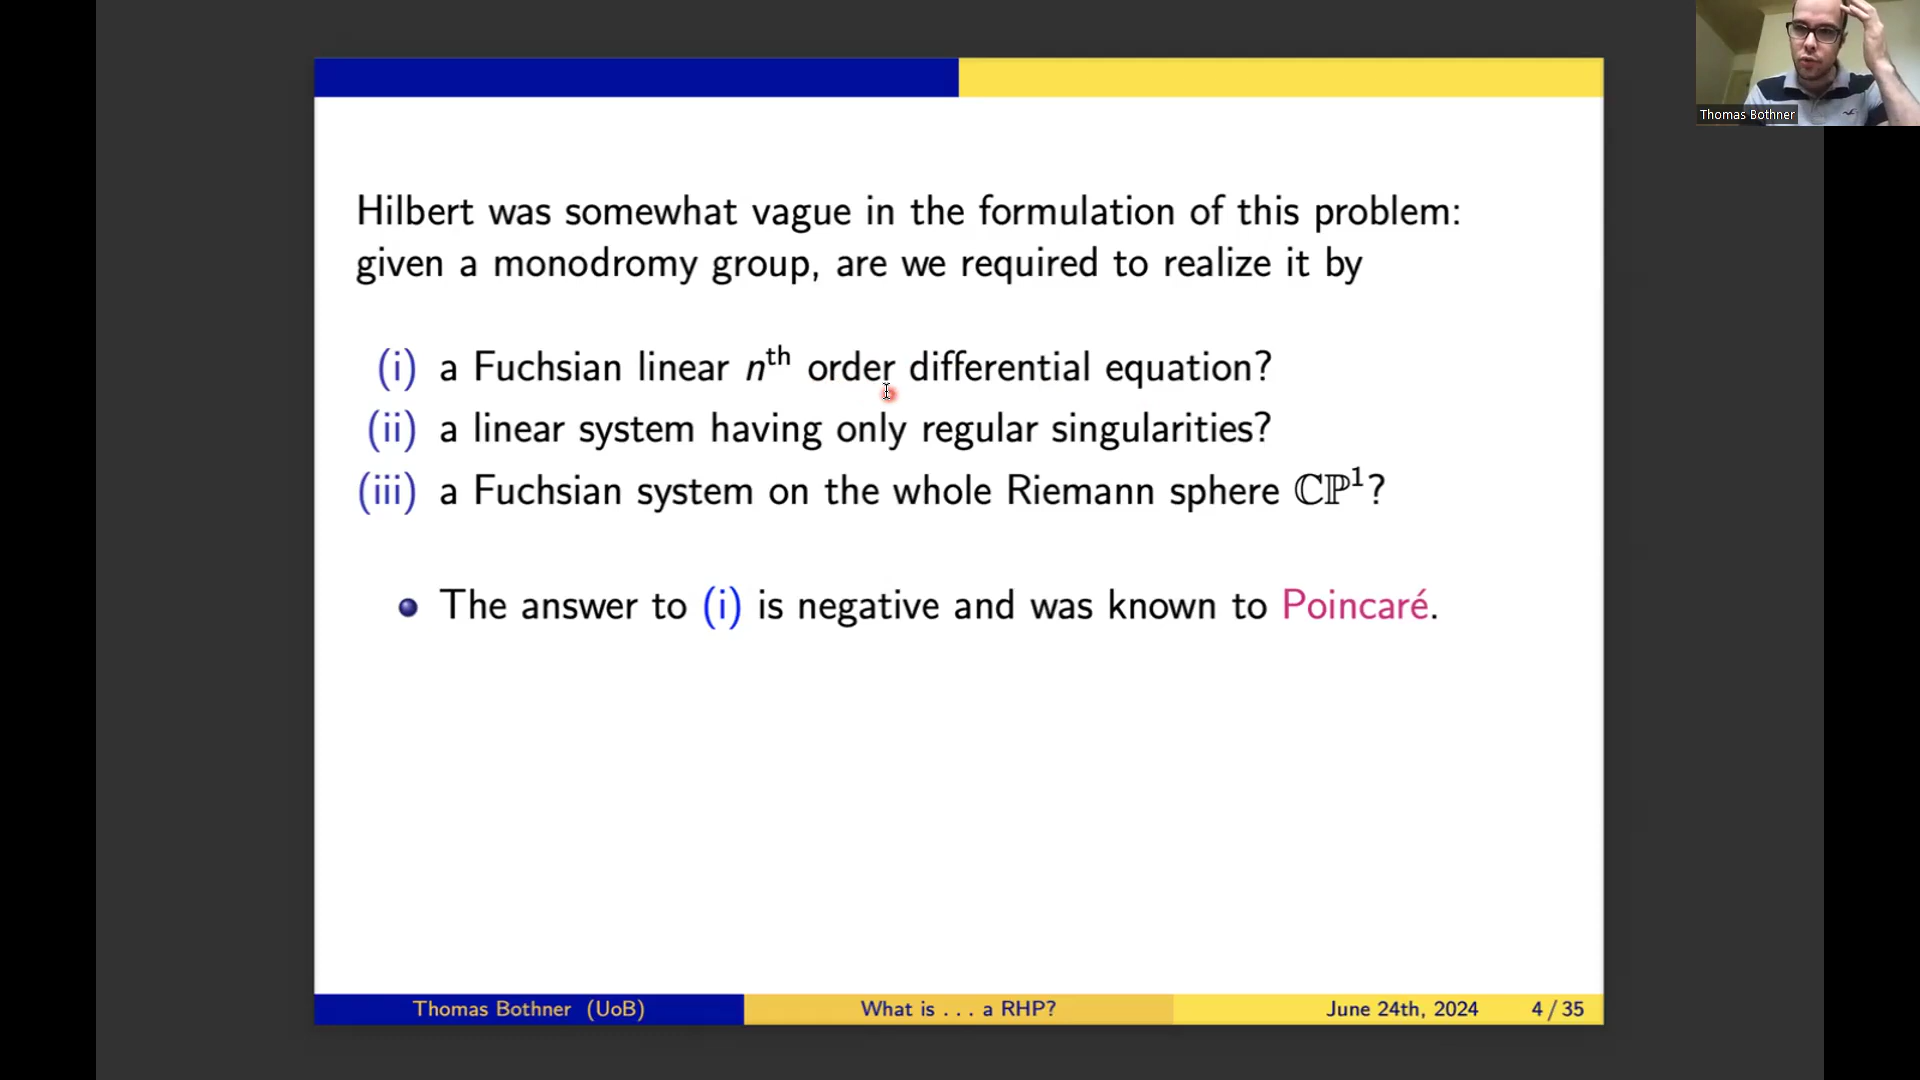 Thomas Bothner
Hilbert was somewhat vague in the formulation of this problem:
given a monodromy group, are we required to realize it by
(i) a Fuchsian linear nᵗʰ order differential equation?
(ii) a linear system having only regular singularities?
(iii) a Fuchsian system on the whole Riemann sphere ℂℙ¹?
The answer to (i) is negative and was known to Poincaré.
Thomas Bothner (UoB) What is . . . a RHP? June 24th, 2024 4 / 35